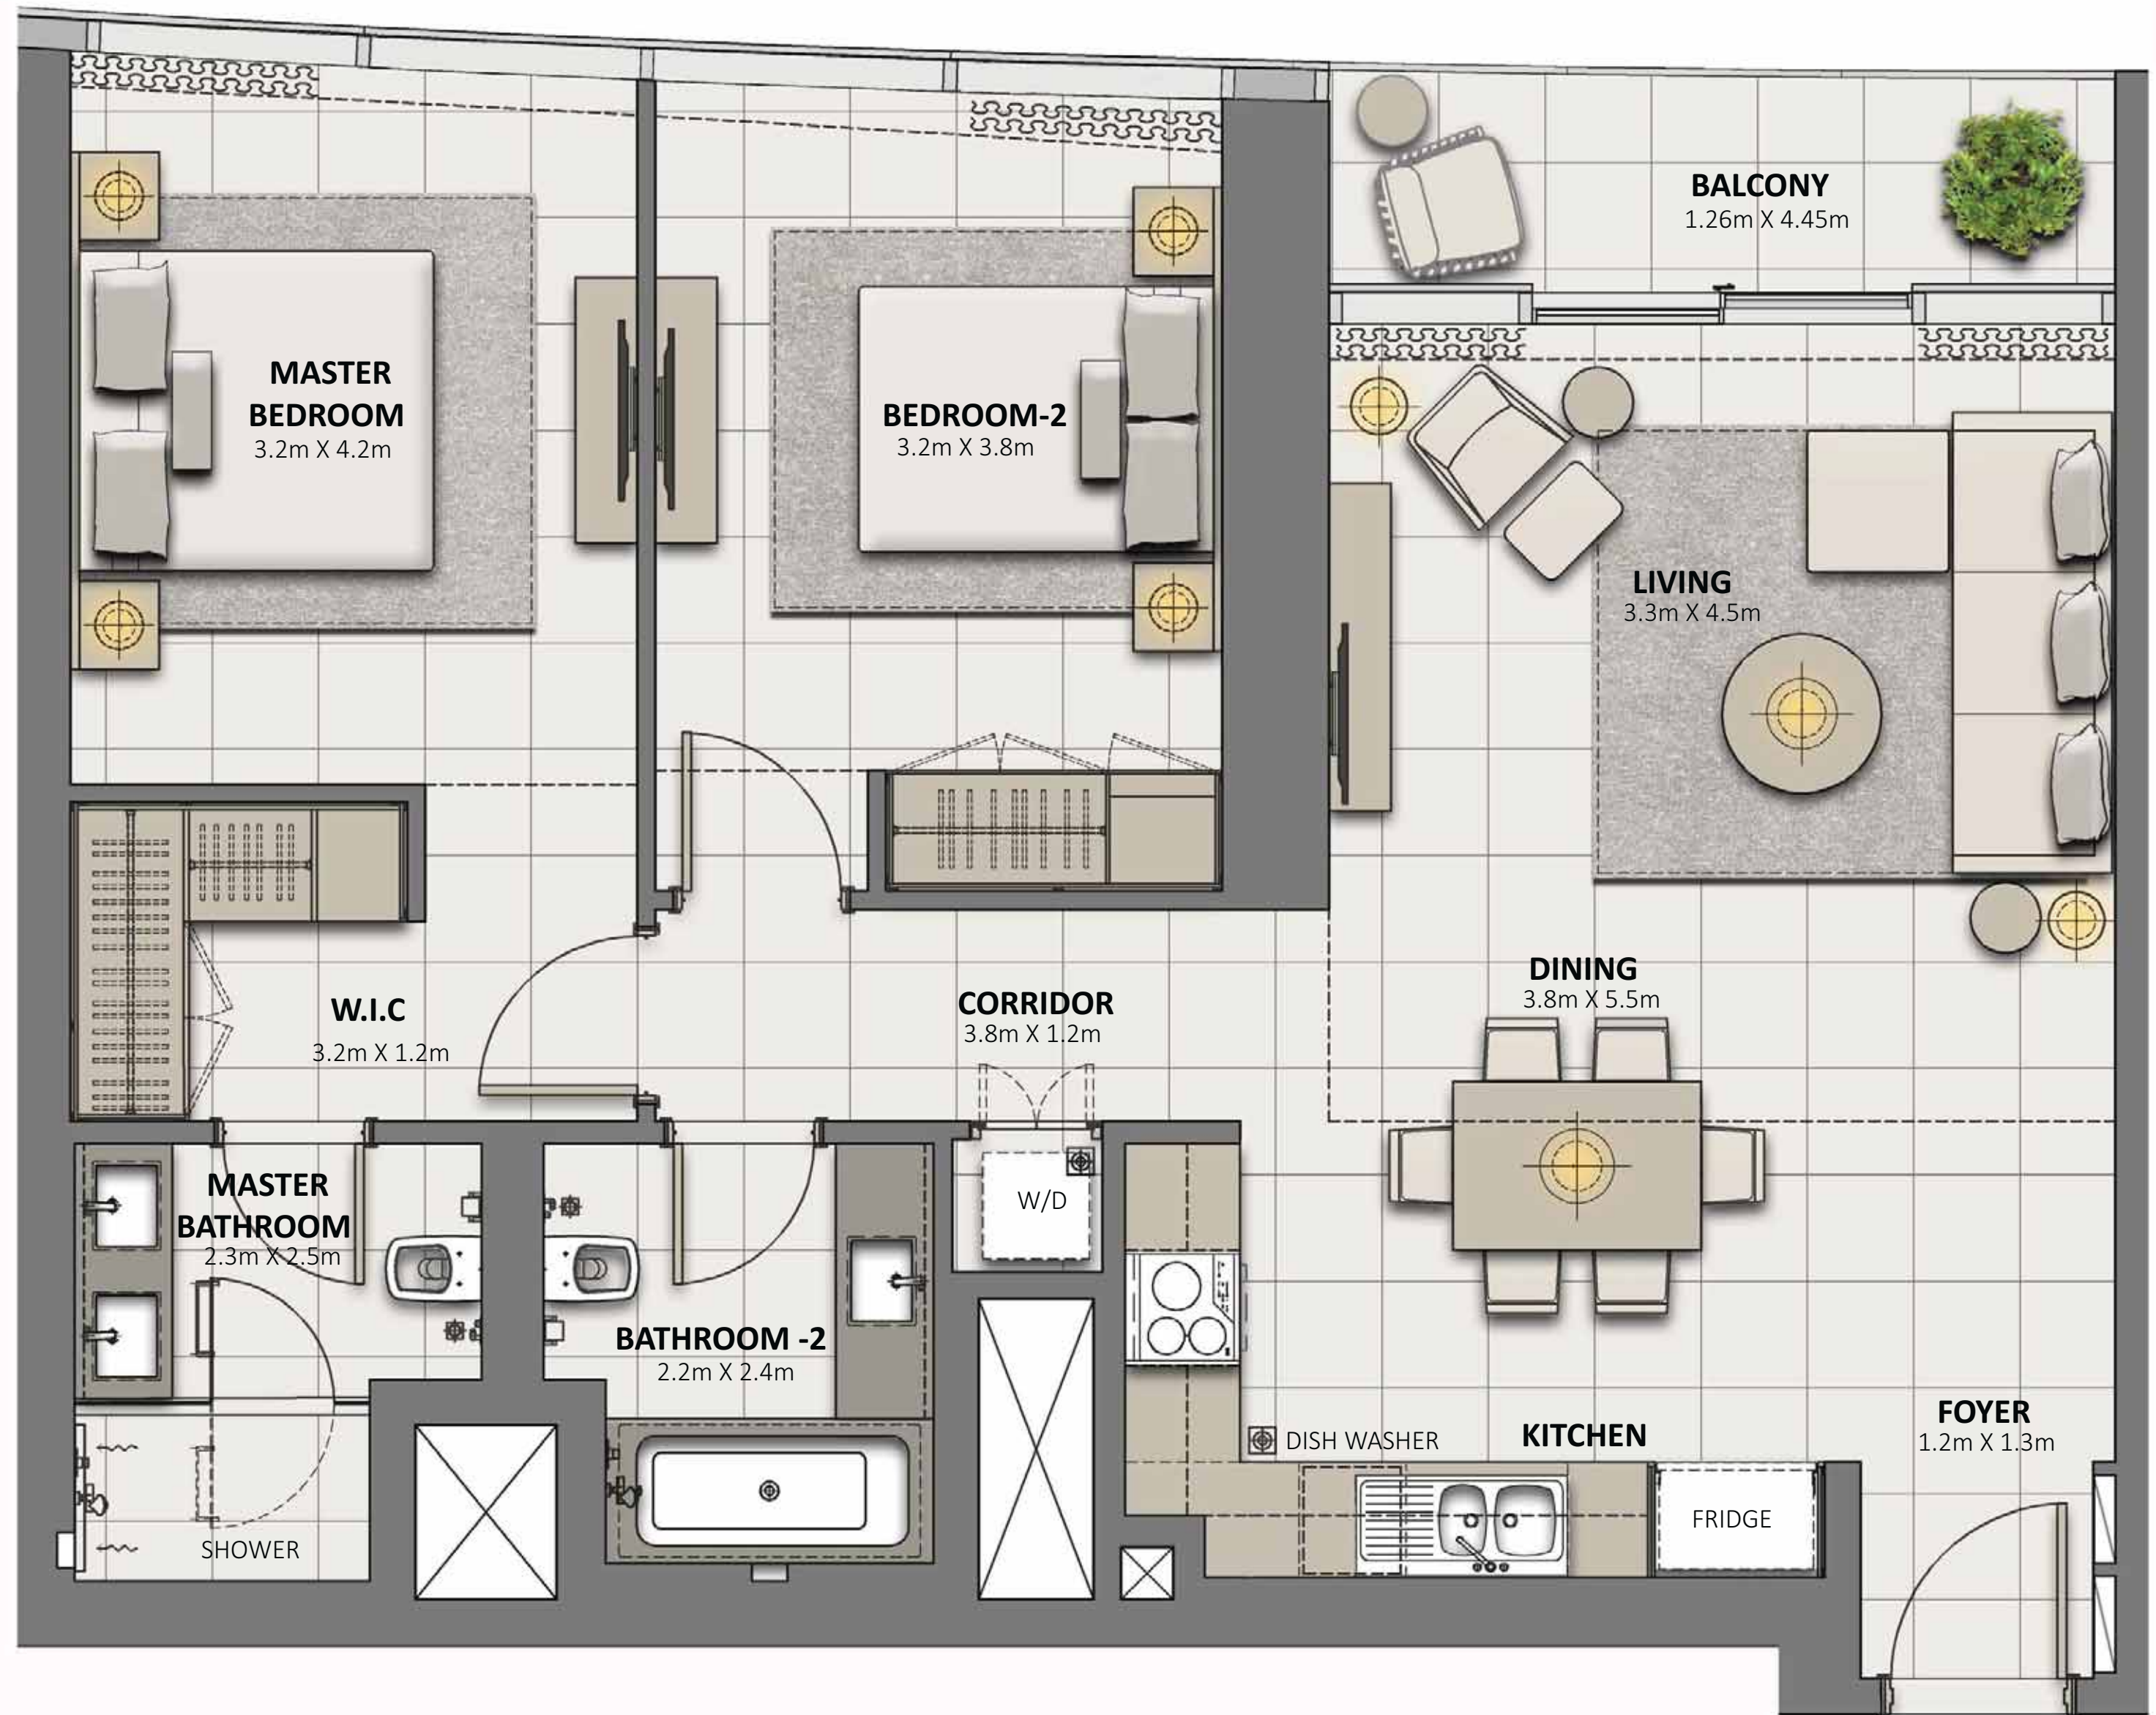 BALCONY
1.26m X 4.45m
MASTER
BEDROOM
3.2m X 4.2m
BEDROOM-2
3.2m X 3.8m
LIVING
3.3m X 4.5m
DINING
3.8m X 5.5m
W.I.C
3.2m X 1.2m
CORRIDOR
3.8m X 1.2m
MASTER
BATHROOM
2.3m X 2.5m
W/D
BATHROOM -2
2.2m X 2.4m
DISH WASHER
KITCHEN
FOYER
1.2m X 1.3m
FRIDGE
SHOWER